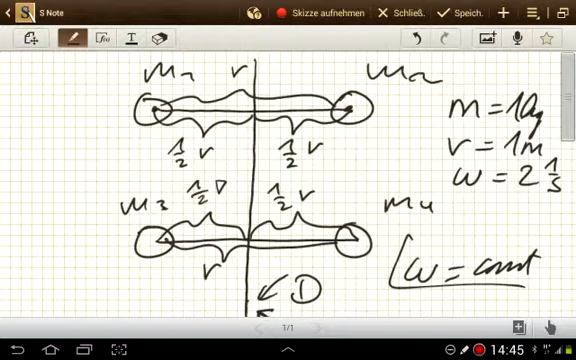 S Note
Skizze aufnehmen
Schließ.
Speich.
f(x)
T
m₁ r m₂
½ r ½ r
m = 1kg
r = 1m
ω = 2 1/s
m₃ ½ r ½ r m₄
r
ω = const
D
1/1
14:45